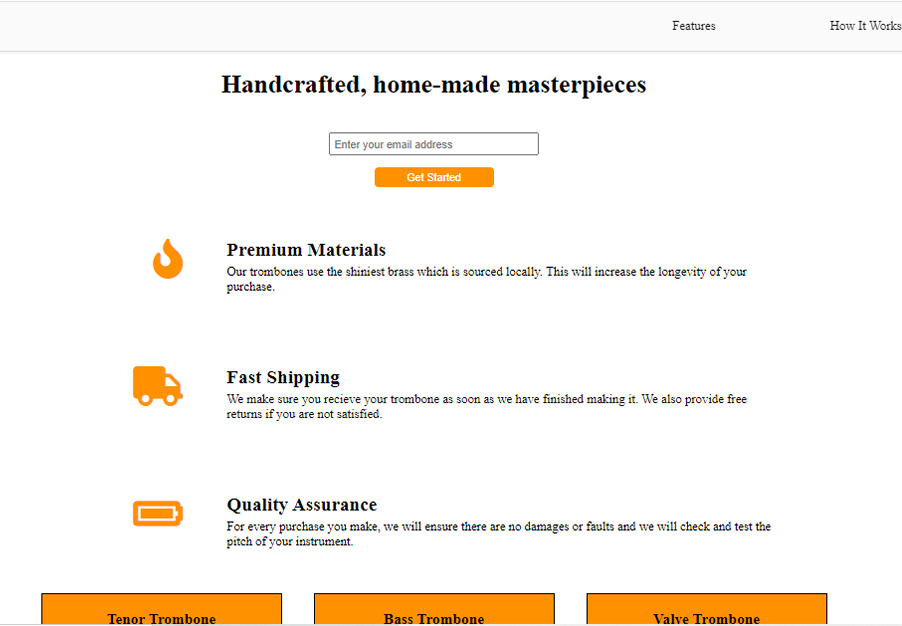 Features
How It Works
Handcrafted, home-made masterpieces
Enter your email address
Get Started
Premium Materials
Our trombones use the shiniest brass which is sourced locally. This will increase the longevity of your
purchase.
Fast Shipping
We make sure you recieve your trombone as soon as we have finished making it. We also provide free
returns if you are not satisfied.
Quality Assurance
For every purchase you make, we will ensure there are no damages or faults and we will check and test the
pitch of your instrument.
Tenor Trombone
Bass Trombone
Valve Trombone